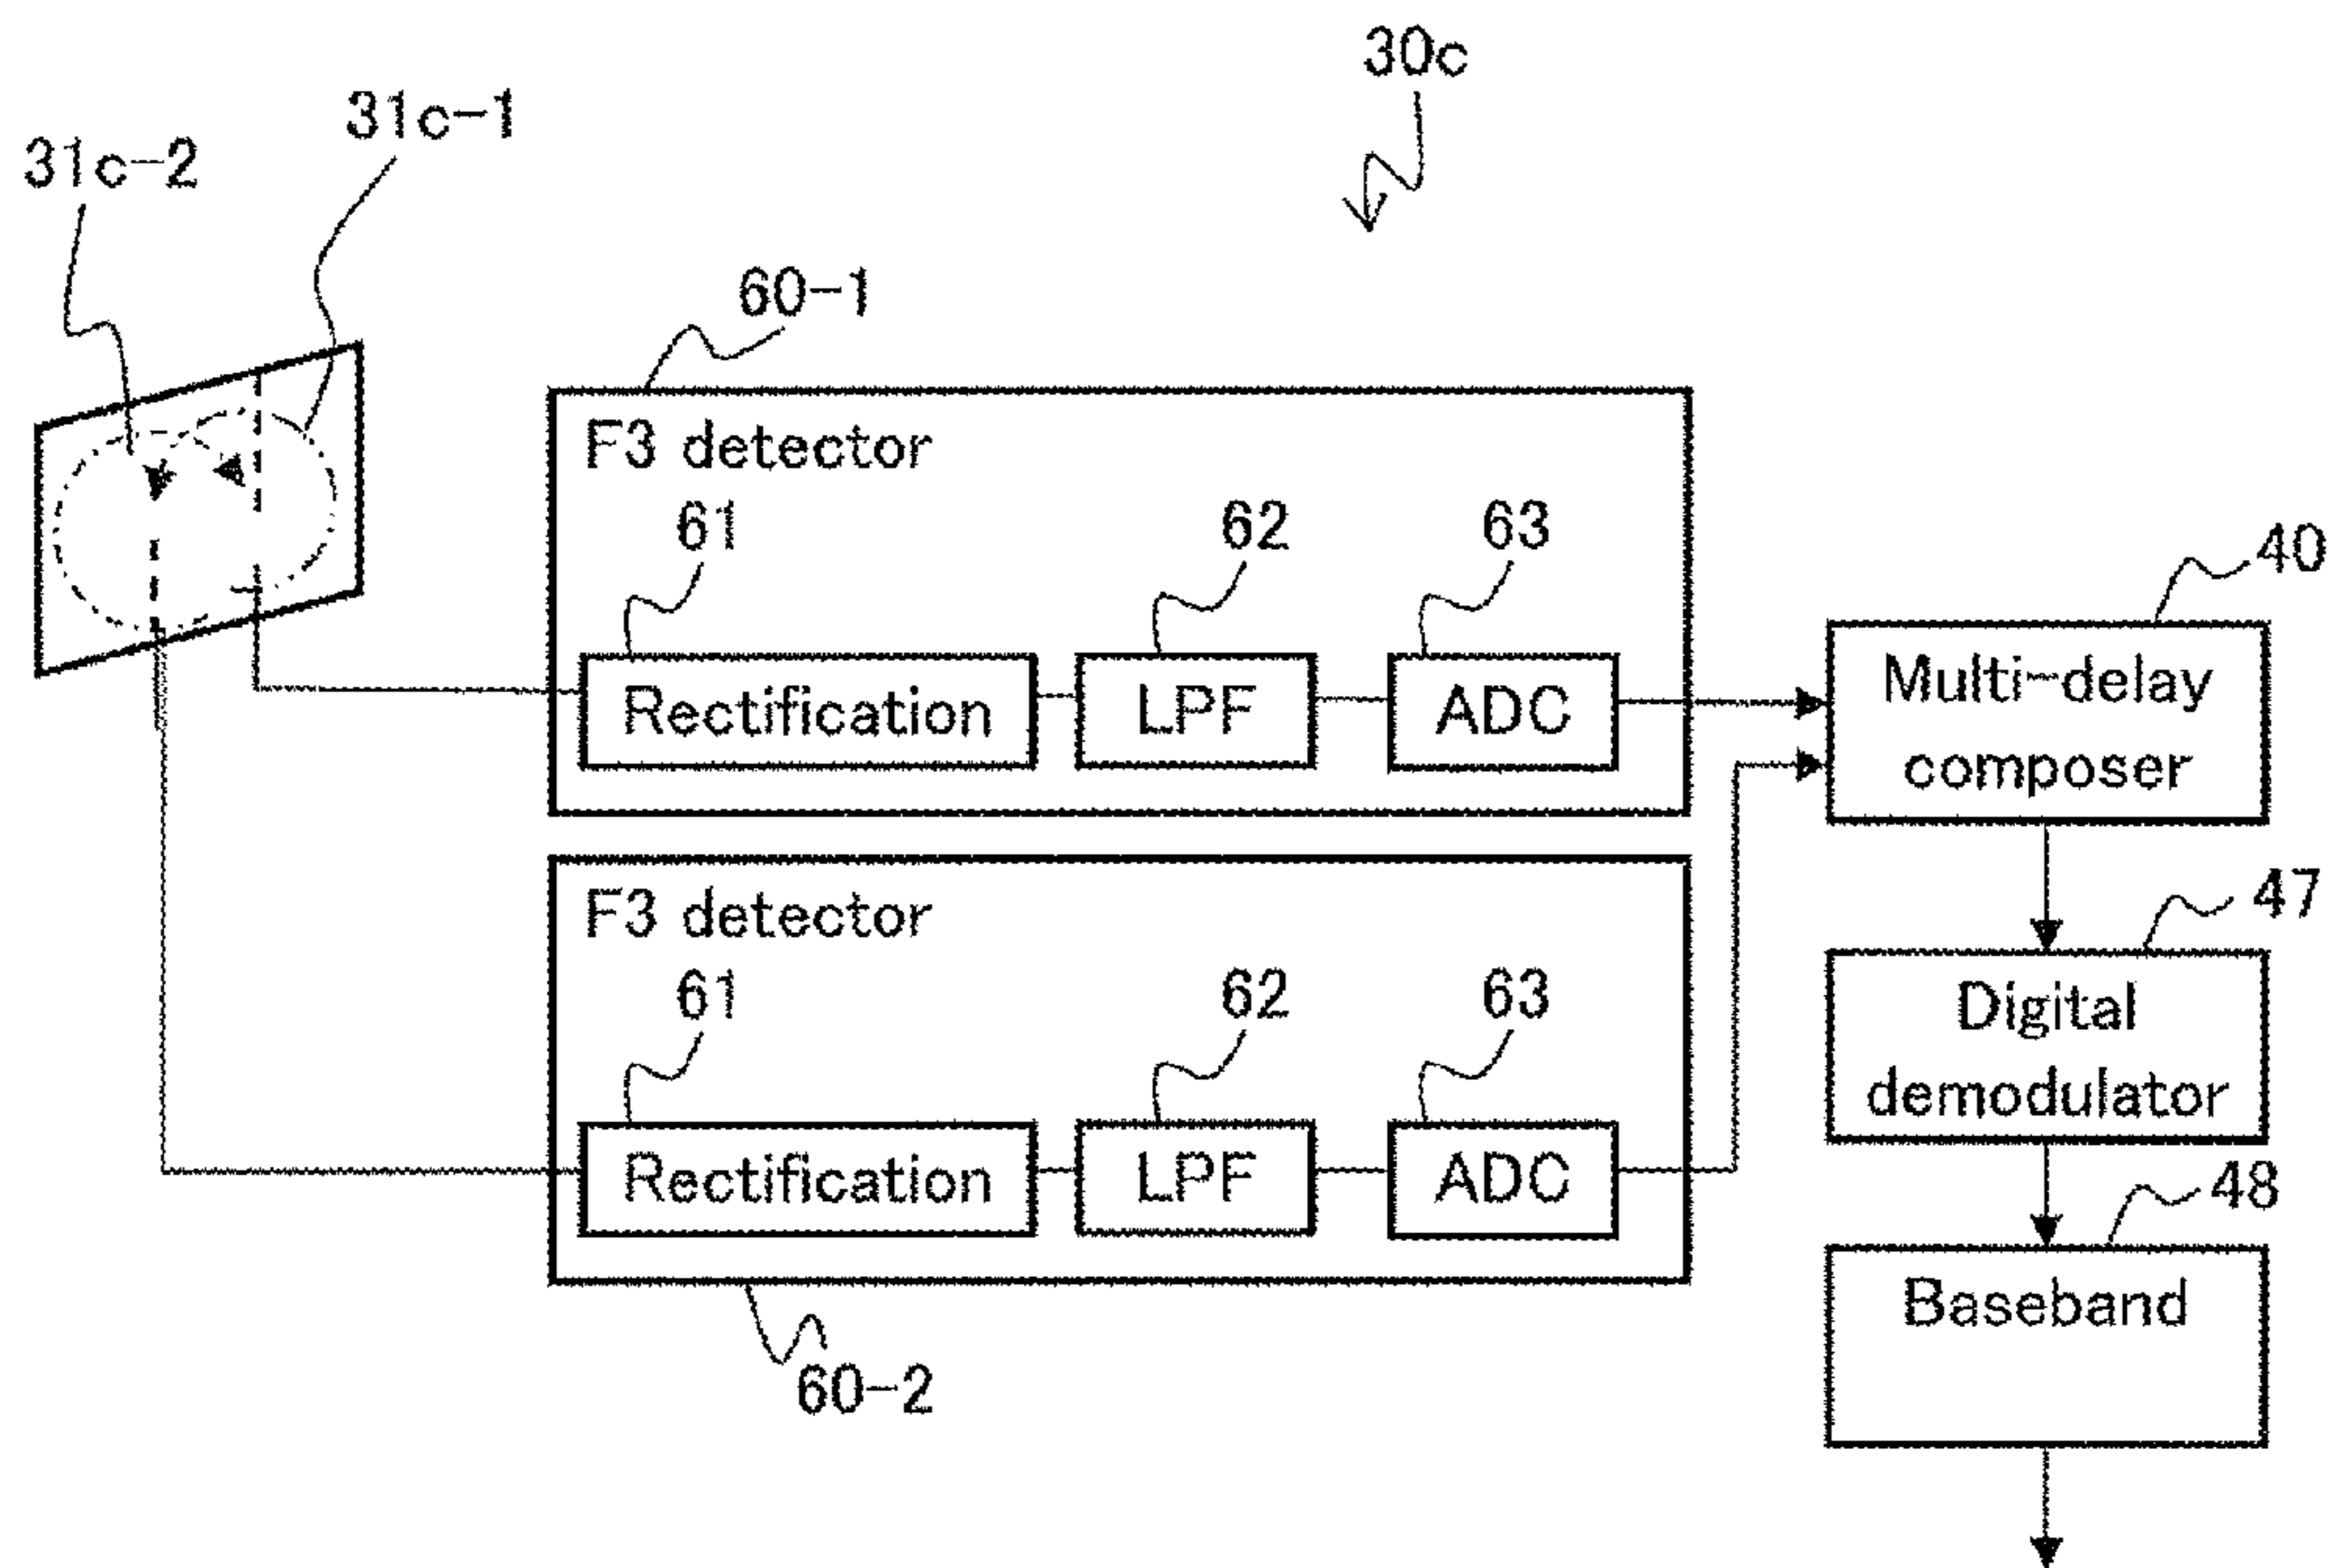 30c
31c-1
31c-2
60-1
F3 detector
61
62
63
40
Rectification
LPF
ADC
Multi-delay
composer
F3 detector
47
61
62
63
Digital
demodulator
Rectification
LPF
ADC
48
Baseband
60-2